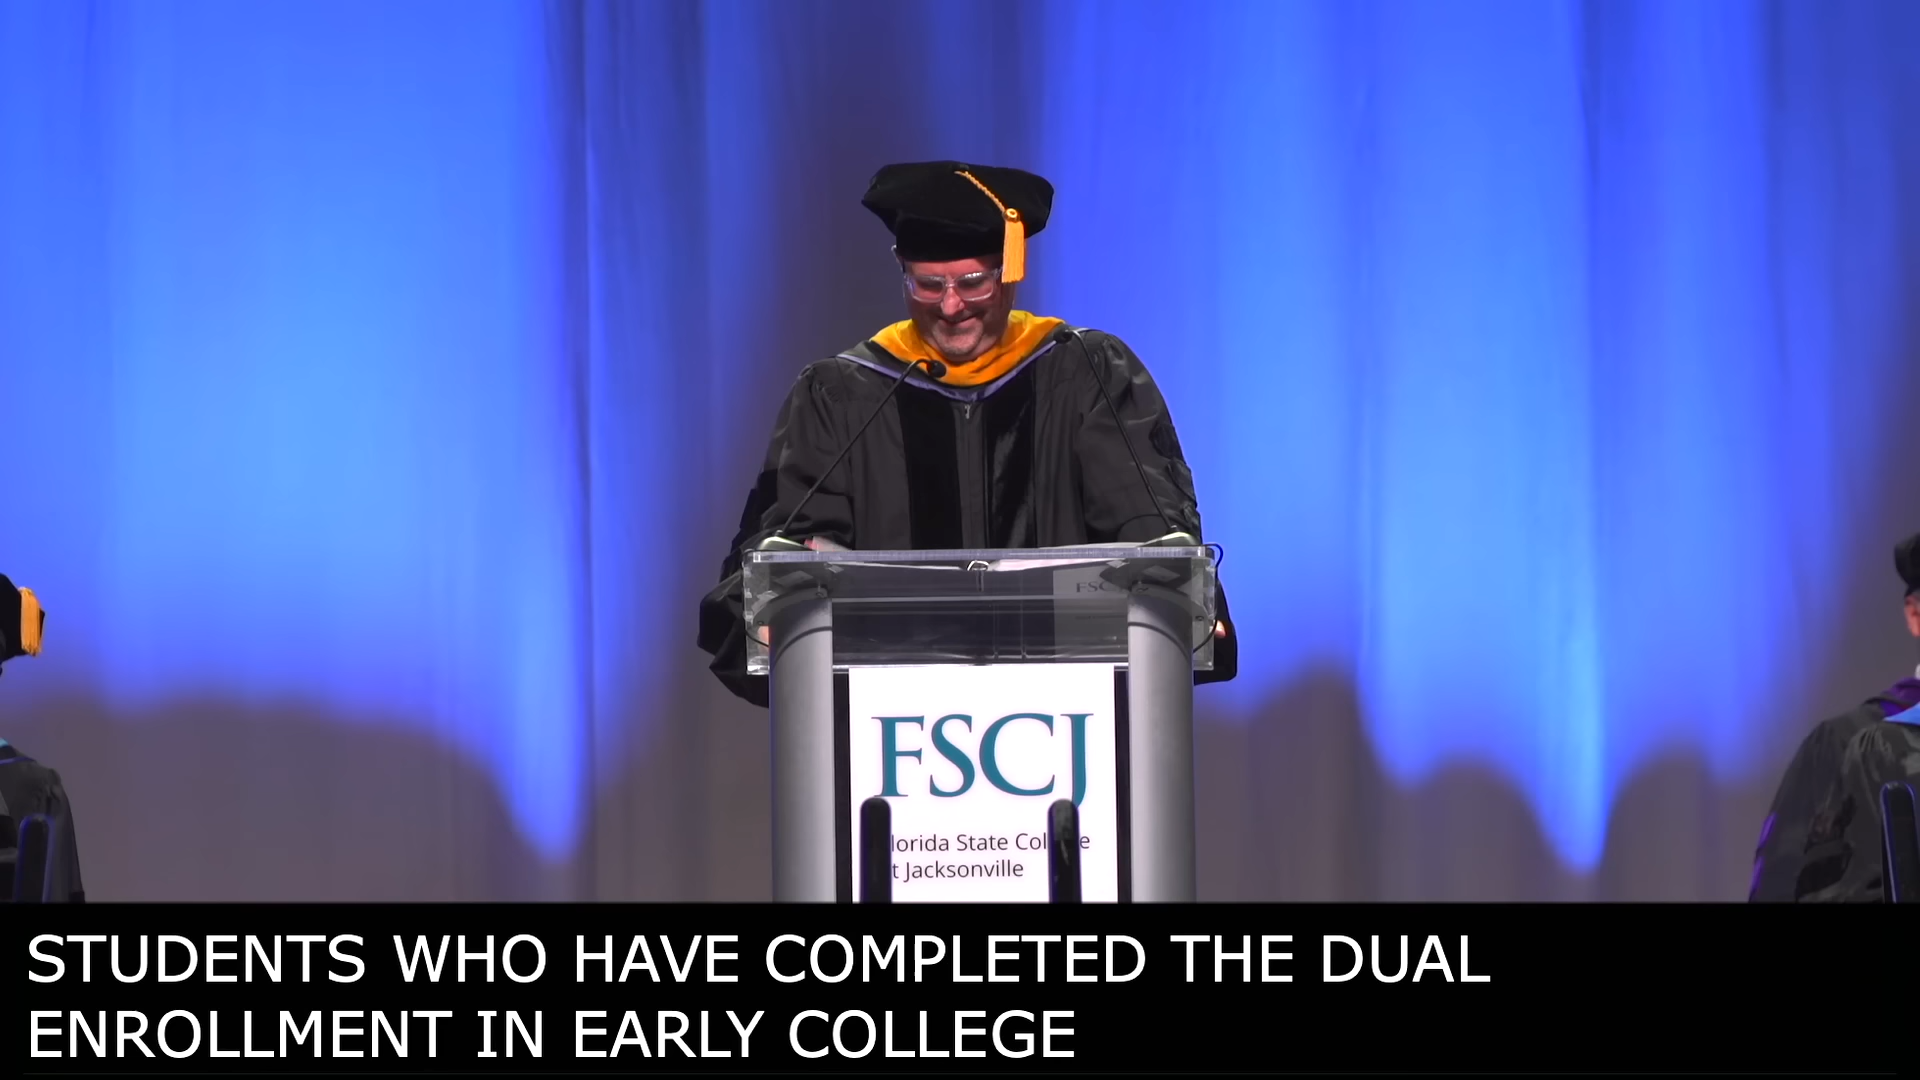 FSCJ
lorida State Col e
t Jacksonville
STUDENTS WHO HAVE COMPLETED THE DUAL
ENROLLMENT IN EARLY COLLEGE